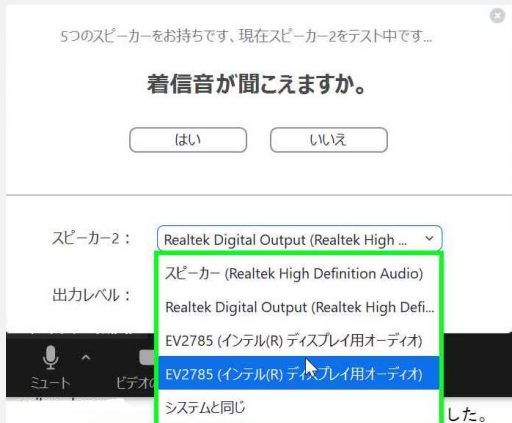 5つのスピーカーをお持ちです、現在スピーカー2をテスト中です...
着信音が聞こえますか。
はい いいえ
スピーカー2： Realtek Digital Output (Realtek High ...
スピーカー (Realtek High Definition Audio)
出力レベル：
Realtek Digital Output (Realtek High Defi...
EV2785 (インテル(R) ディスプレイ用オーディオ)
EV2785 (インテル(R) ディスプレイ用オーディオ)
システムと同じ
ミュート ビデオの
した。